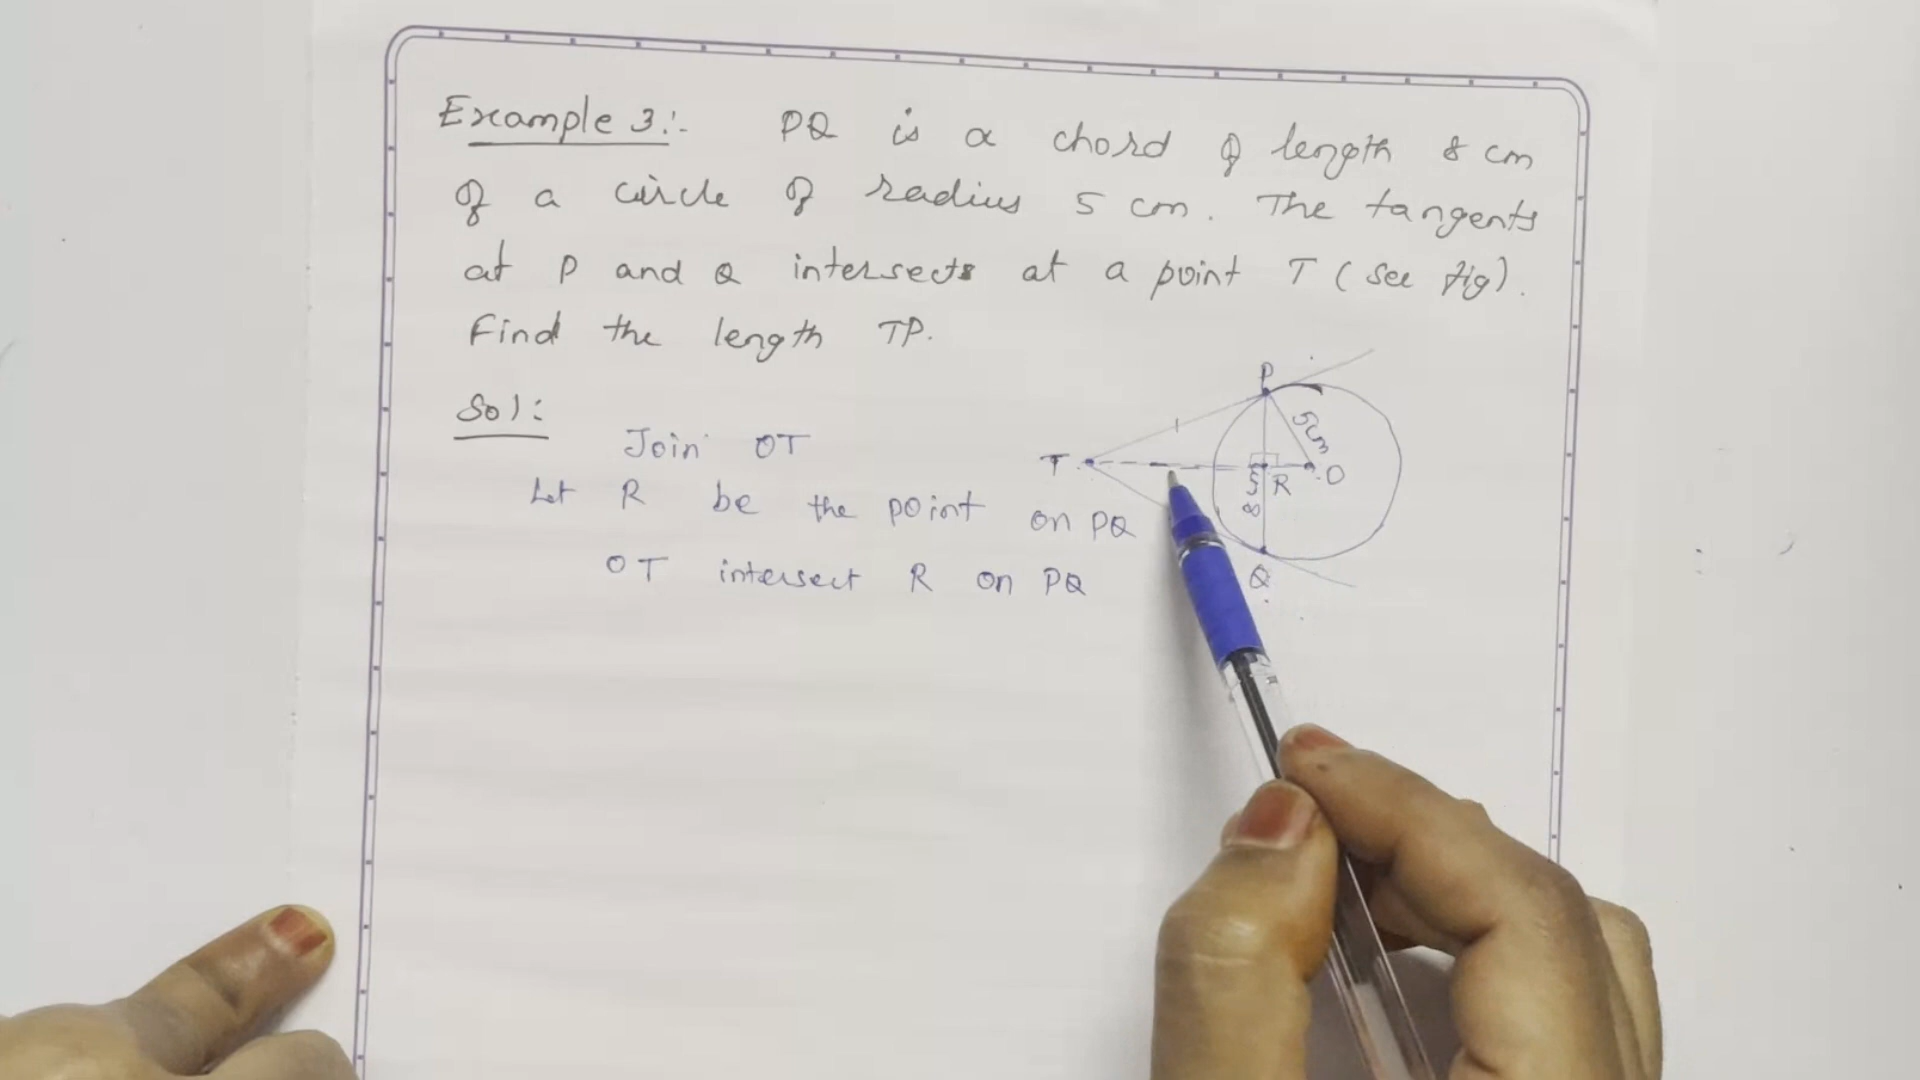 Example 3:- PQ is a chord of length 8 cm
of a circle of radius 5 cm. The tangents
at P and Q intersects at a point T (see fig).
Find the length TP.
Sol:
Join OT
Let R be the point on PQ
OT intersect R on PQ
P
5cm
T
R
O
8
Q